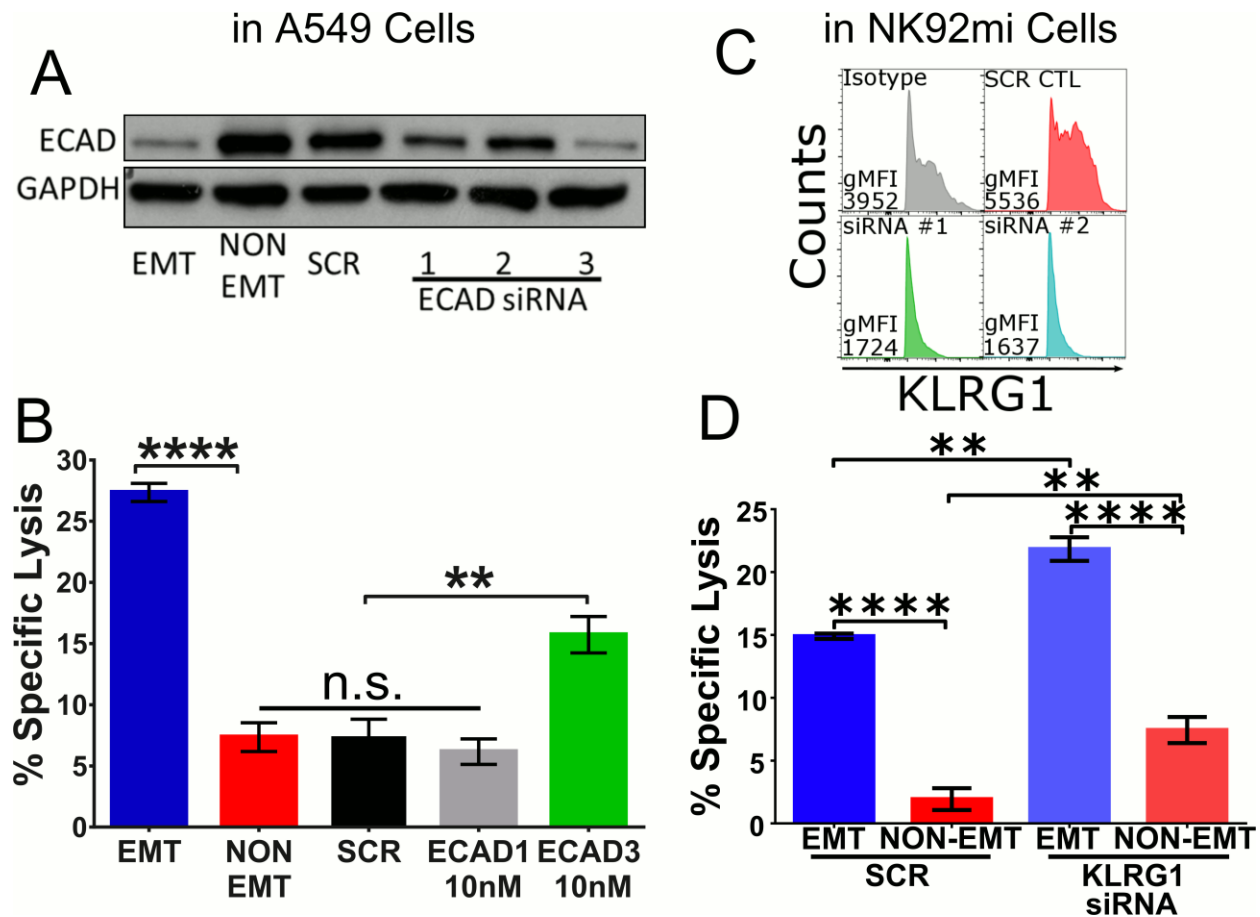 in A549 Cells
A
ECAD
GAPDH
EMT
NON
EMT
SCR
1 2 3
ECAD siRNA
B
% Specific Lysis
30
25
20
15
10
5
0
****
n.s.
**
EMT
NON
EMT
SCR
ECAD1
10nM
ECAD3
10nM
in NK92mi Cells
C
Counts
Isotype
gMFI
3952
SCR CTL
gMFI
5536
siRNA #1
gMFI
1724
siRNA #2
gMFI
1637
KLRG1
D
% Specific Lysis
25
20
15
10
5
0
**
**
****
****
EMT NON-EMT EMT NON-EMT
SCR
KLRG1
siRNA